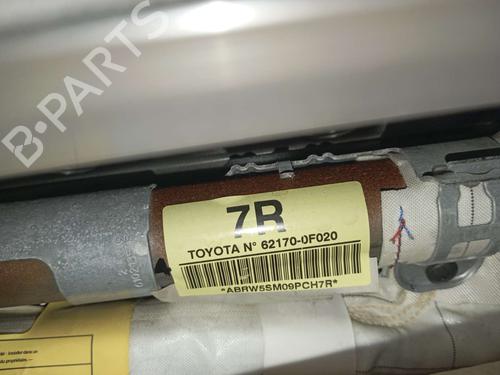 B-PARTS
7R
TOYOTA N° 62170-0F020
*ABRW5SM09PCH7R*